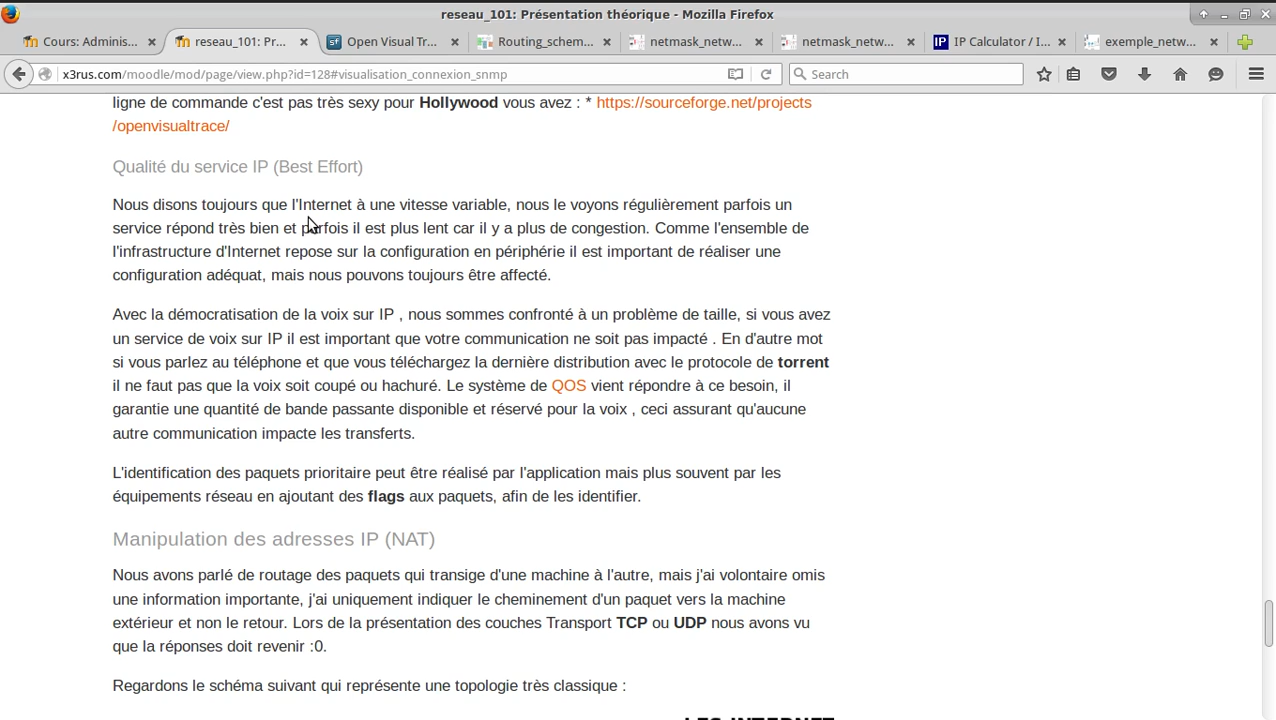 reseau_101: Présentation théorique - Mozilla Firefox
Cours: Adminis... reseau_101: Pr... Open Visual Tr... Routing_schem... netmask_netw... netmask_netw... IP Calculator / I... exemple_netw...
x3rus.com/moodle/mod/page/view.php?id=128#visualisation_connexion_snmp Search
ligne de commande c'est pas très sexy pour Hollywood vous avez : * https://sourceforge.net/projects
/openvisualtrace/
Qualité du service IP (Best Effort)
Nous disons toujours que l'Internet à une vitesse variable, nous le voyons régulièrement parfois un
service répond très bien et parfois il est plus lent car il y a plus de congestion. Comme l'ensemble de
l'infrastructure d'Internet repose sur la configuration en périphérie il est important de réaliser une
configuration adéquat, mais nous pouvons toujours être affecté.
Avec la démocratisation de la voix sur IP , nous sommes confronté à un problème de taille, si vous avez
un service de voix sur IP il est important que votre communication ne soit pas impacté . En d'autre mot
si vous parlez au téléphone et que vous téléchargez la dernière distribution avec le protocole de torrent
il ne faut pas que la voix soit coupé ou hachuré. Le système de QOS vient répondre à ce besoin, il
garantie une quantité de bande passante disponible et réservé pour la voix , ceci assurant qu'aucune
autre communication impacte les transferts.
L'identification des paquets prioritaire peut être réalisé par l'application mais plus souvent par les
équipements réseau en ajoutant des flags aux paquets, afin de les identifier.
Manipulation des adresses IP (NAT)
Nous avons parlé de routage des paquets qui transige d'une machine à l'autre, mais j'ai volontaire omis
une information importante, j'ai uniquement indiquer le cheminement d'un paquet vers la machine
extérieur et non le retour. Lors de la présentation des couches Transport TCP ou UDP nous avons vu
que la réponses doit revenir :0.
Regardons le schéma suivant qui représente une topologie très classique :
LES INTERNET